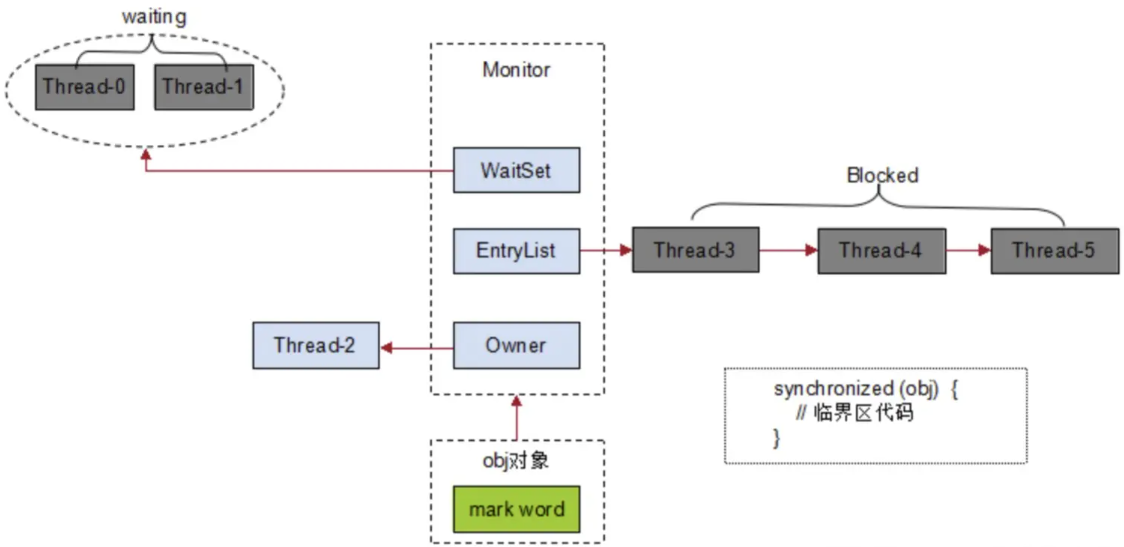 waiting
Thread-0
Thread-1
Monitor
WaitSet
Blocked
EntryList
Thread-3
Thread-4
Thread-5
Thread-2
Owner
synchronized (obj) {
// 临界区代码
}
obj对象
mark word